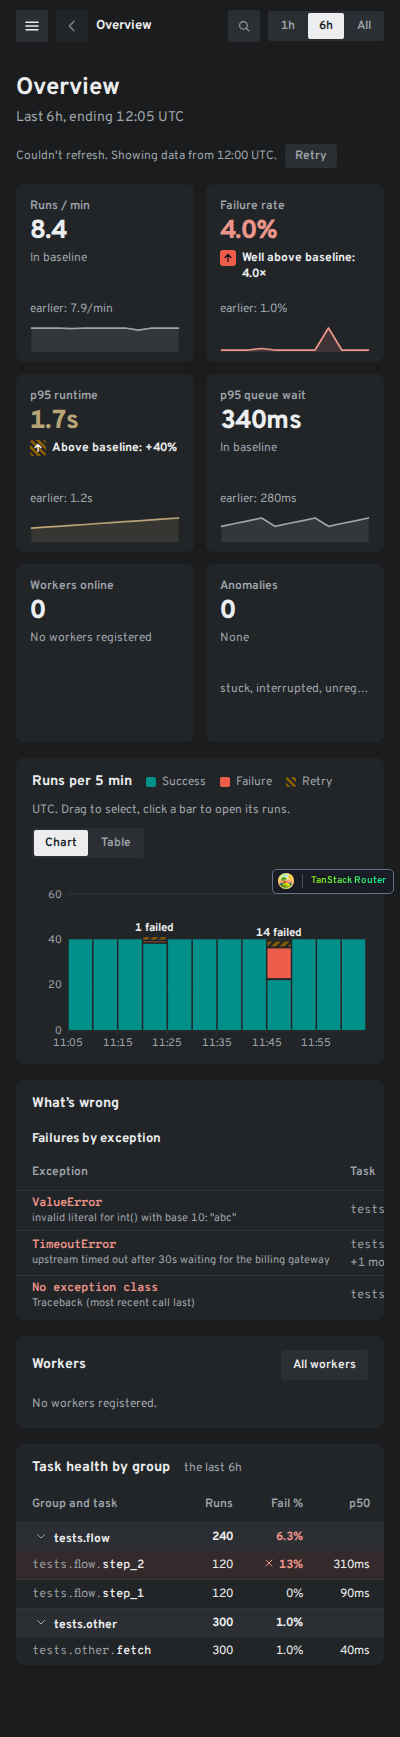 Overview
1h 6h All
Overview
Last 6h, ending 12:05 UTC
Couldn't refresh. Showing data from 12:00 UTC. Retry
Runs / min
8.4
In baseline
earlier: 7.9/min
Failure rate
4.0%
Well above baseline:
4.0×
earlier: 1.0%
p95 runtime
1.7s
Above baseline: +40%
earlier: 1.2s
p95 queue wait
340ms
In baseline
earlier: 280ms
Workers online
0
No workers registered
Anomalies
0
None
stuck, interrupted, unreg…
Runs per 5 min Success Failure Retry
UTC. Drag to select, click a bar to open its runs.
Chart Table
TanStack Router
60
1 failed
14 failed
40
20
0
11:05 11:15 11:25 11:35 11:45 11:55
What's wrong
Failures by exception
Exception Task
ValueError
invalid literal for int() with base 10: "abc"
tests
TimeoutError
upstream timed out after 30s waiting for the billing gateway
tests
+1 mo
No exception class
Traceback (most recent call last)
tests
Workers All workers
No workers registered.
Task health by group the last 6h
Group and task Runs Fail % p50
tests.flow 240 6.3%
tests.flow.step_2 120 × 13% 310ms
tests.flow.step_1 120 0% 90ms
tests.other 300 1.0%
tests.other.fetch 300 1.0% 40ms